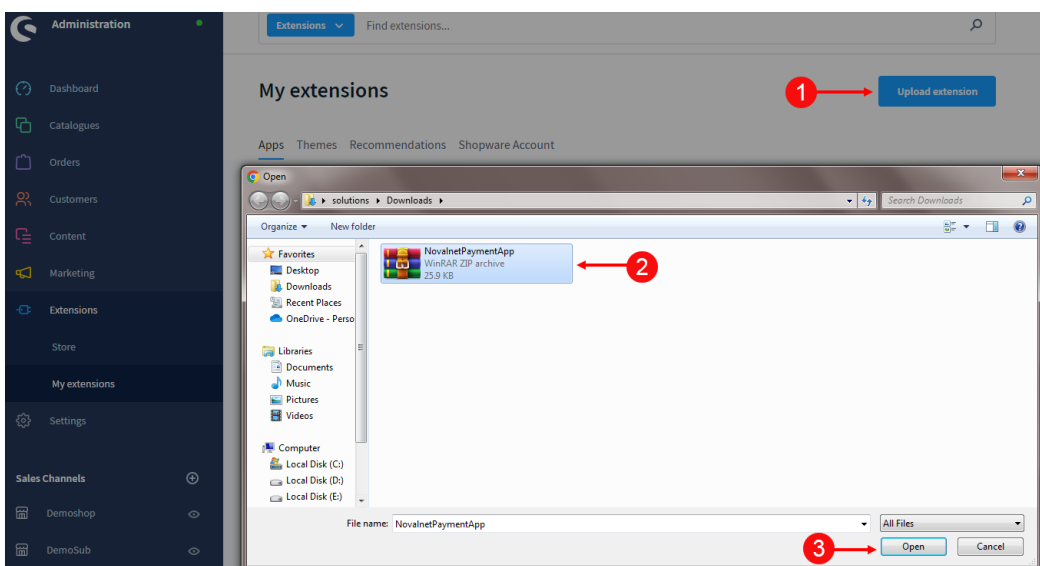 Administration
Dashboard
Catalogues
Orders
Customers
Content
Marketing
Extensions
Store
My extensions
Settings
Sales Channels
Demoshop
DemoSub
Extensions
Find extensions...
My extensions
1
Upload extension
Apps Themes Recommendations Shopware Account
Open
solutions Downloads
Search Downloads
Organize New folder
Favorites
Desktop
Downloads
Recent Places
OneDrive - Perso
Libraries
Documents
Music
Pictures
Videos
Computer
Local Disk (C:)
Local Disk (D:)
Local Disk (E:)
NovalnetPaymentApp
WinRAR ZIP archive
25.9 KB
2
File name: NovalnetPaymentApp
All Files
3
Open Cancel